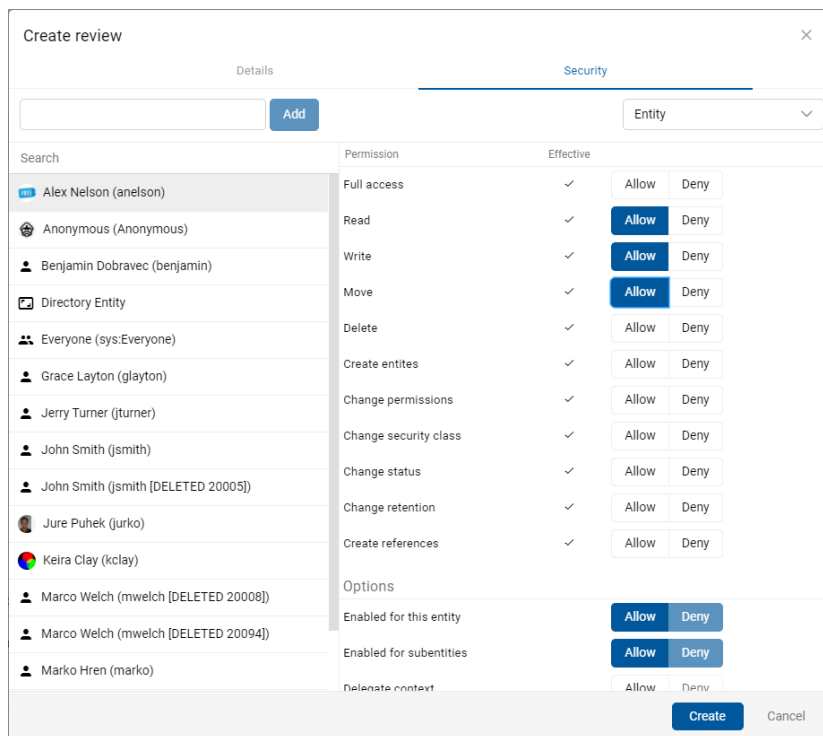 Create review
Details
Security
Add
Entity
Search
Permission
Effective
Alex Nelson (anelson)
Anonymous (Anonymous)
Benjamin Dobravec (benjamin)
Directory Entity
Everyone (sys:Everyone)
Grace Layton (glayton)
Jerry Turner (jturner)
John Smith (jsmith)
John Smith (jsmith [DELETED 20005])
Jure Puhek (jurko)
Keira Clay (kclay)
Marco Welch (mwelch [DELETED 20008])
Marco Welch (mwelch [DELETED 20094])
Marko Hren (marko)
Full access Allow Deny
Read Allow Deny
Write Allow Deny
Move Allow Deny
Delete Allow Deny
Create entites Allow Deny
Change permissions Allow Deny
Change security class Allow Deny
Change status Allow Deny
Change retention Allow Deny
Create references Allow Deny
Options
Enabled for this entity Allow Deny
Enabled for subentities Allow Deny
Delegate context Allow Deny
Create
Cancel